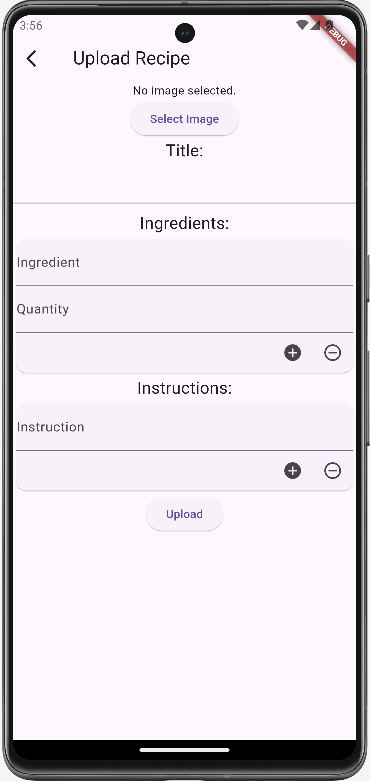 3:56
DEBUG
Upload Recipe
No image selected.
Select Image
Title:
Ingredients:
Ingredient
Quantity
Instructions:
Instruction
Upload